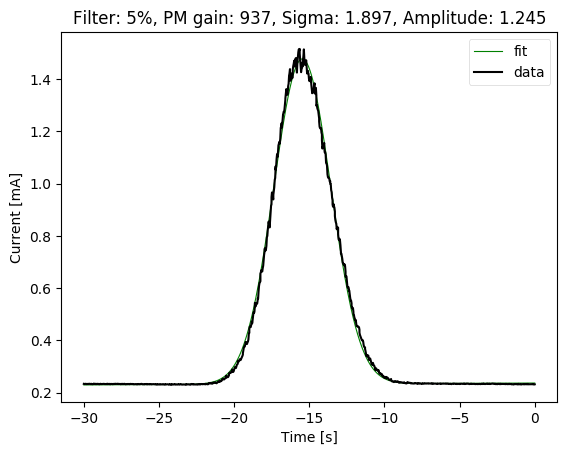 Filter: 5%, PM gain: 937, Sigma: 1.897, Amplitude: 1.245
fit
data
Current [mA]
1.4
1.2
1.0
0.8
0.6
0.4
0.2
−30
−25
−20
−15
−10
−5
0
Time [s]